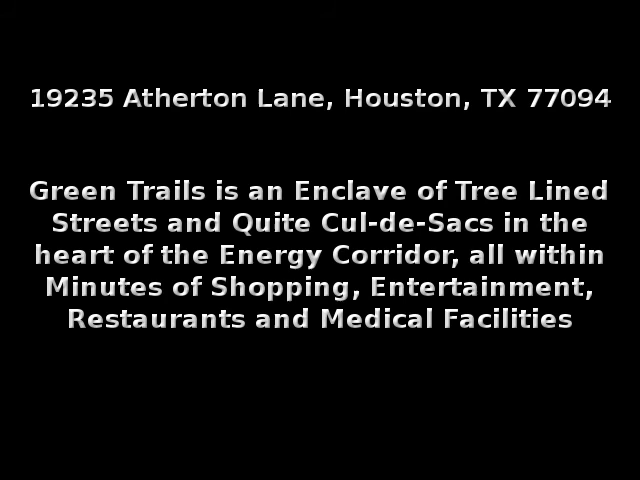 19235 Atherton Lane, Houston, TX 77094
Green Trails is an Enclave of Tree Lined
Streets and Quite Cul-de-Sacs in the
heart of the Energy Corridor, all within
Minutes of Shopping, Entertainment,
Restaurants and Medical Facilities